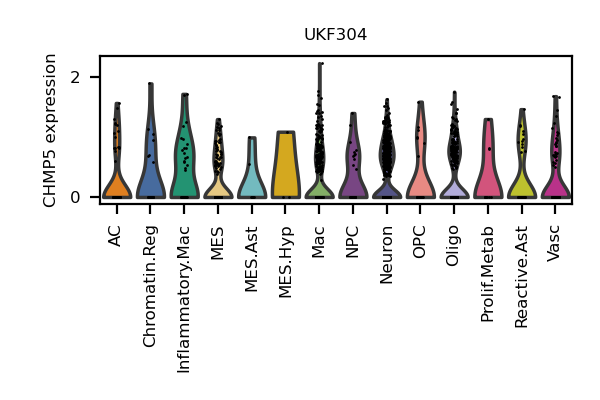 UKF304
CHMP5 expression
2
0
AC
Chromatin.Reg
Inflammatory.Mac
MES
MES.Ast
MES.Hyp
Mac
NPC
Neuron
OPC
Oligo
Prolif.Metab
Reactive.Ast
Vasc